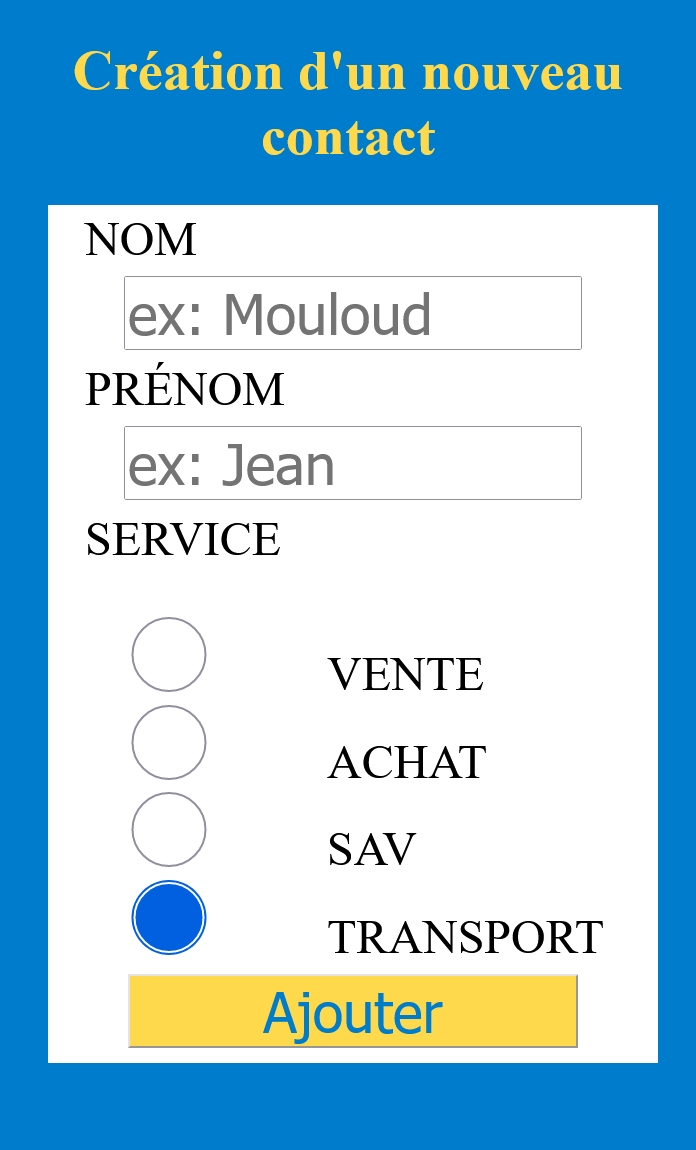 Création d'un nouveau
contact
NOM
ex: Mouloud
PRÉNOM
ex: Jean
SERVICE
VENTE
ACHAT
SAV
TRANSPORT
Ajouter